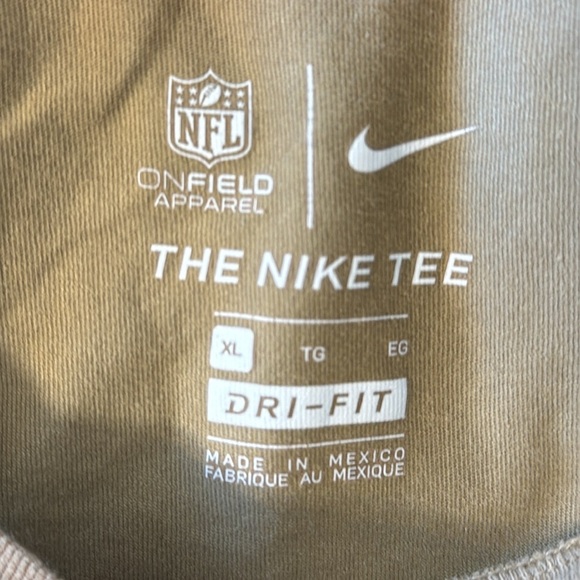 NFL
ONFIELD
APPAREL
THE NIKE TEE
XL TG EG
DRI-FIT
MADE IN MEXICO
FABRIQUE AU MEXIQUE